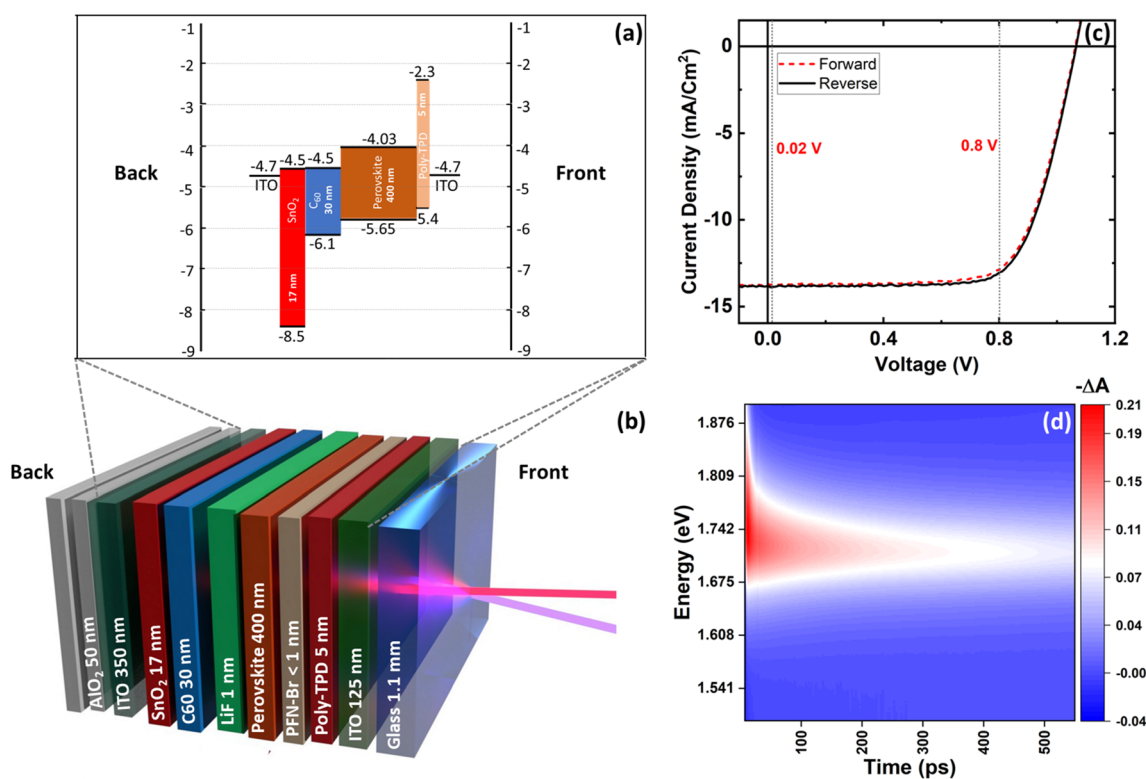 (a)
-1
-2
-3
-4
-5
-6
-7
-8
-9
-1
-2
-3
-4
-5
-6
-7
-8
-9
Back
Front
-2.3
-4.03
-4.7
-4.5
-4.5
-4.7
ITO
ITO
SnO2
17 nm
C60
30 nm
Perovskite
400 nm
Poly-TPD
5 nm
5.4
-5.65
-6.1
-8.5
(b)
Back
Front
AlO2 50 nm
ITO 350 nm
SnO2 17 nm
C60 30 nm
LiF 1 nm
Perovskite 400 nm
PFN-Br < 1 nm
Poly-TPD 5 nm
ITO 125 nm
Glass 1.1 mm
(c)
Current Density (mA/Cm2)
0
-5
-10
-15
Forward
Reverse
0.02 V
0.8 V
0.0
0.4
0.8
1.2
Voltage (V)
(d)
-ΔA
Energy (eV)
1.876
1.809
1.742
1.675
1.608
1.541
100
200
300
400
500
Time (ps)
0.21
0.19
0.16
0.13
0.10
0.07
0.04
0.01
-0.00
-0.04